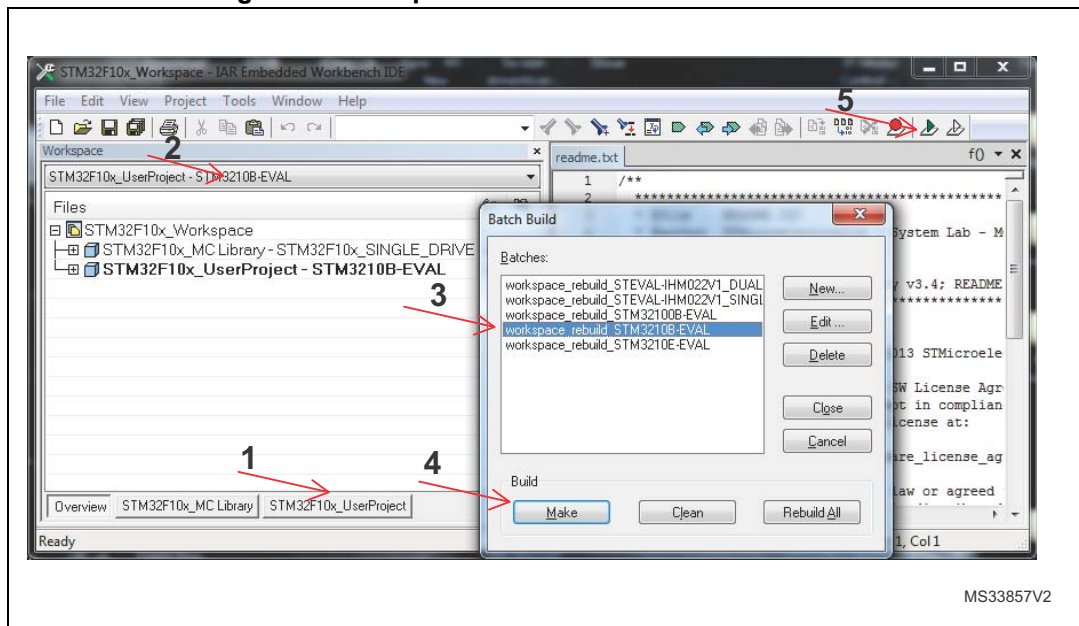 STM32F10x_Workspace - IAR Embedded Workbench IDE
File Edit View Project Tools Window Help
5
2
Workspace
STM32F10x_UserProject - STM3210B-EVAL
Files
STM32F10x_Workspace
STM32F10x_MC Library - STM32F10x_SINGLE_DRIVE
STM32F10x_UserProject - STM3210B-EVAL
3
1
Overview STM32F10x_MC Library STM32F10x_UserProject
Ready
readme.txt f()
1 /**
2 ******************************************
System Lab - M
v3.4; README
**************
013 STMicroele
SW License Agr
ot in complian
icense at:
re_license_ag
law or agreed
1, Col 1
Batch Build
Batches:
workspace_rebuild_STEVAL-IHM022V1_DUAL
workspace_rebuild_STEVAL-IHM022V1_SINGL
workspace_rebuild_STM32100B-EVAL
workspace_rebuild_STM3210B-EVAL
workspace_rebuild_STM3210E-EVAL
New...
Edit ...
Delete
Close
Cancel
4
Build
Make Clean Rebuild All
MS33857V2